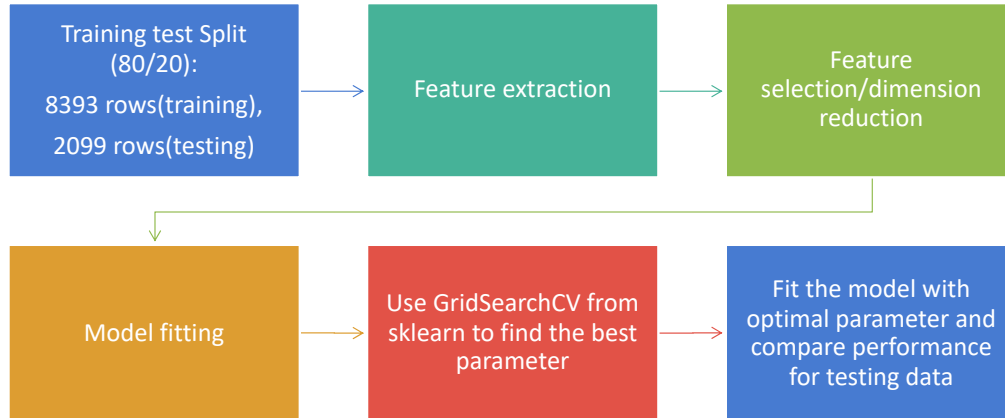 Training test Split
(80/20):
8393 rows(training),
2099 rows(testing)
Feature extraction
Feature
selection/dimension
reduction
Model fitting
Use GridSearchCV from
sklearn to find the best
parameter
Fit the model with
optimal parameter and
compare performance
for testing data